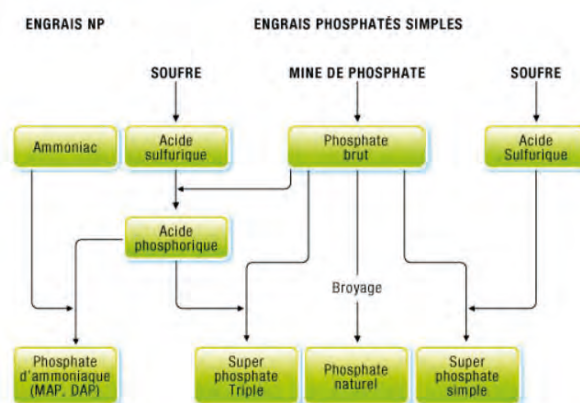 ENGRAIS NP
ENGRAIS PHOSPHATÉS SIMPLES
SOUFRE
MINE DE PHOSPHATE
SOUFRE
Ammoniac
Acide
sulfurique
Phosphate
brut
Acide
Sulfurique
Acide
phosphorique
Broyage
Phosphate
d'ammoniaque
(MAP, DAP)
Super
phosphate
Triple
Phosphate
naturel
Super
phosphate
simple